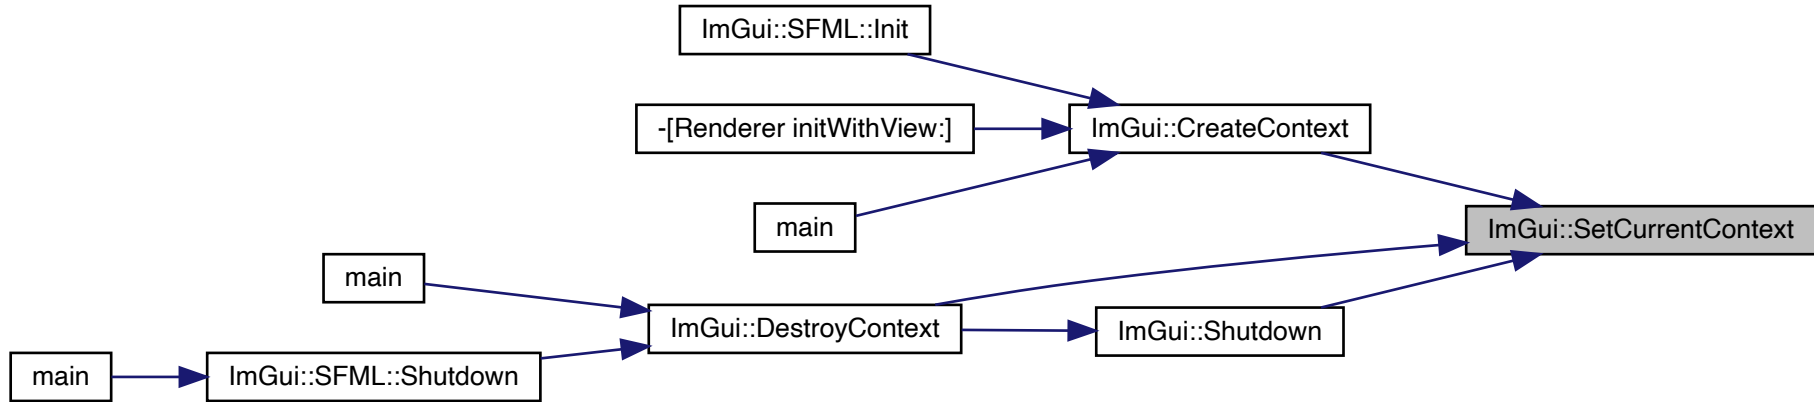 ImGui::SFML::Init
-[Renderer initWithView:]
ImGui::CreateContext
main
ImGui::SetCurrentContext
main
ImGui::DestroyContext
ImGui::Shutdown
main
ImGui::SFML::Shutdown